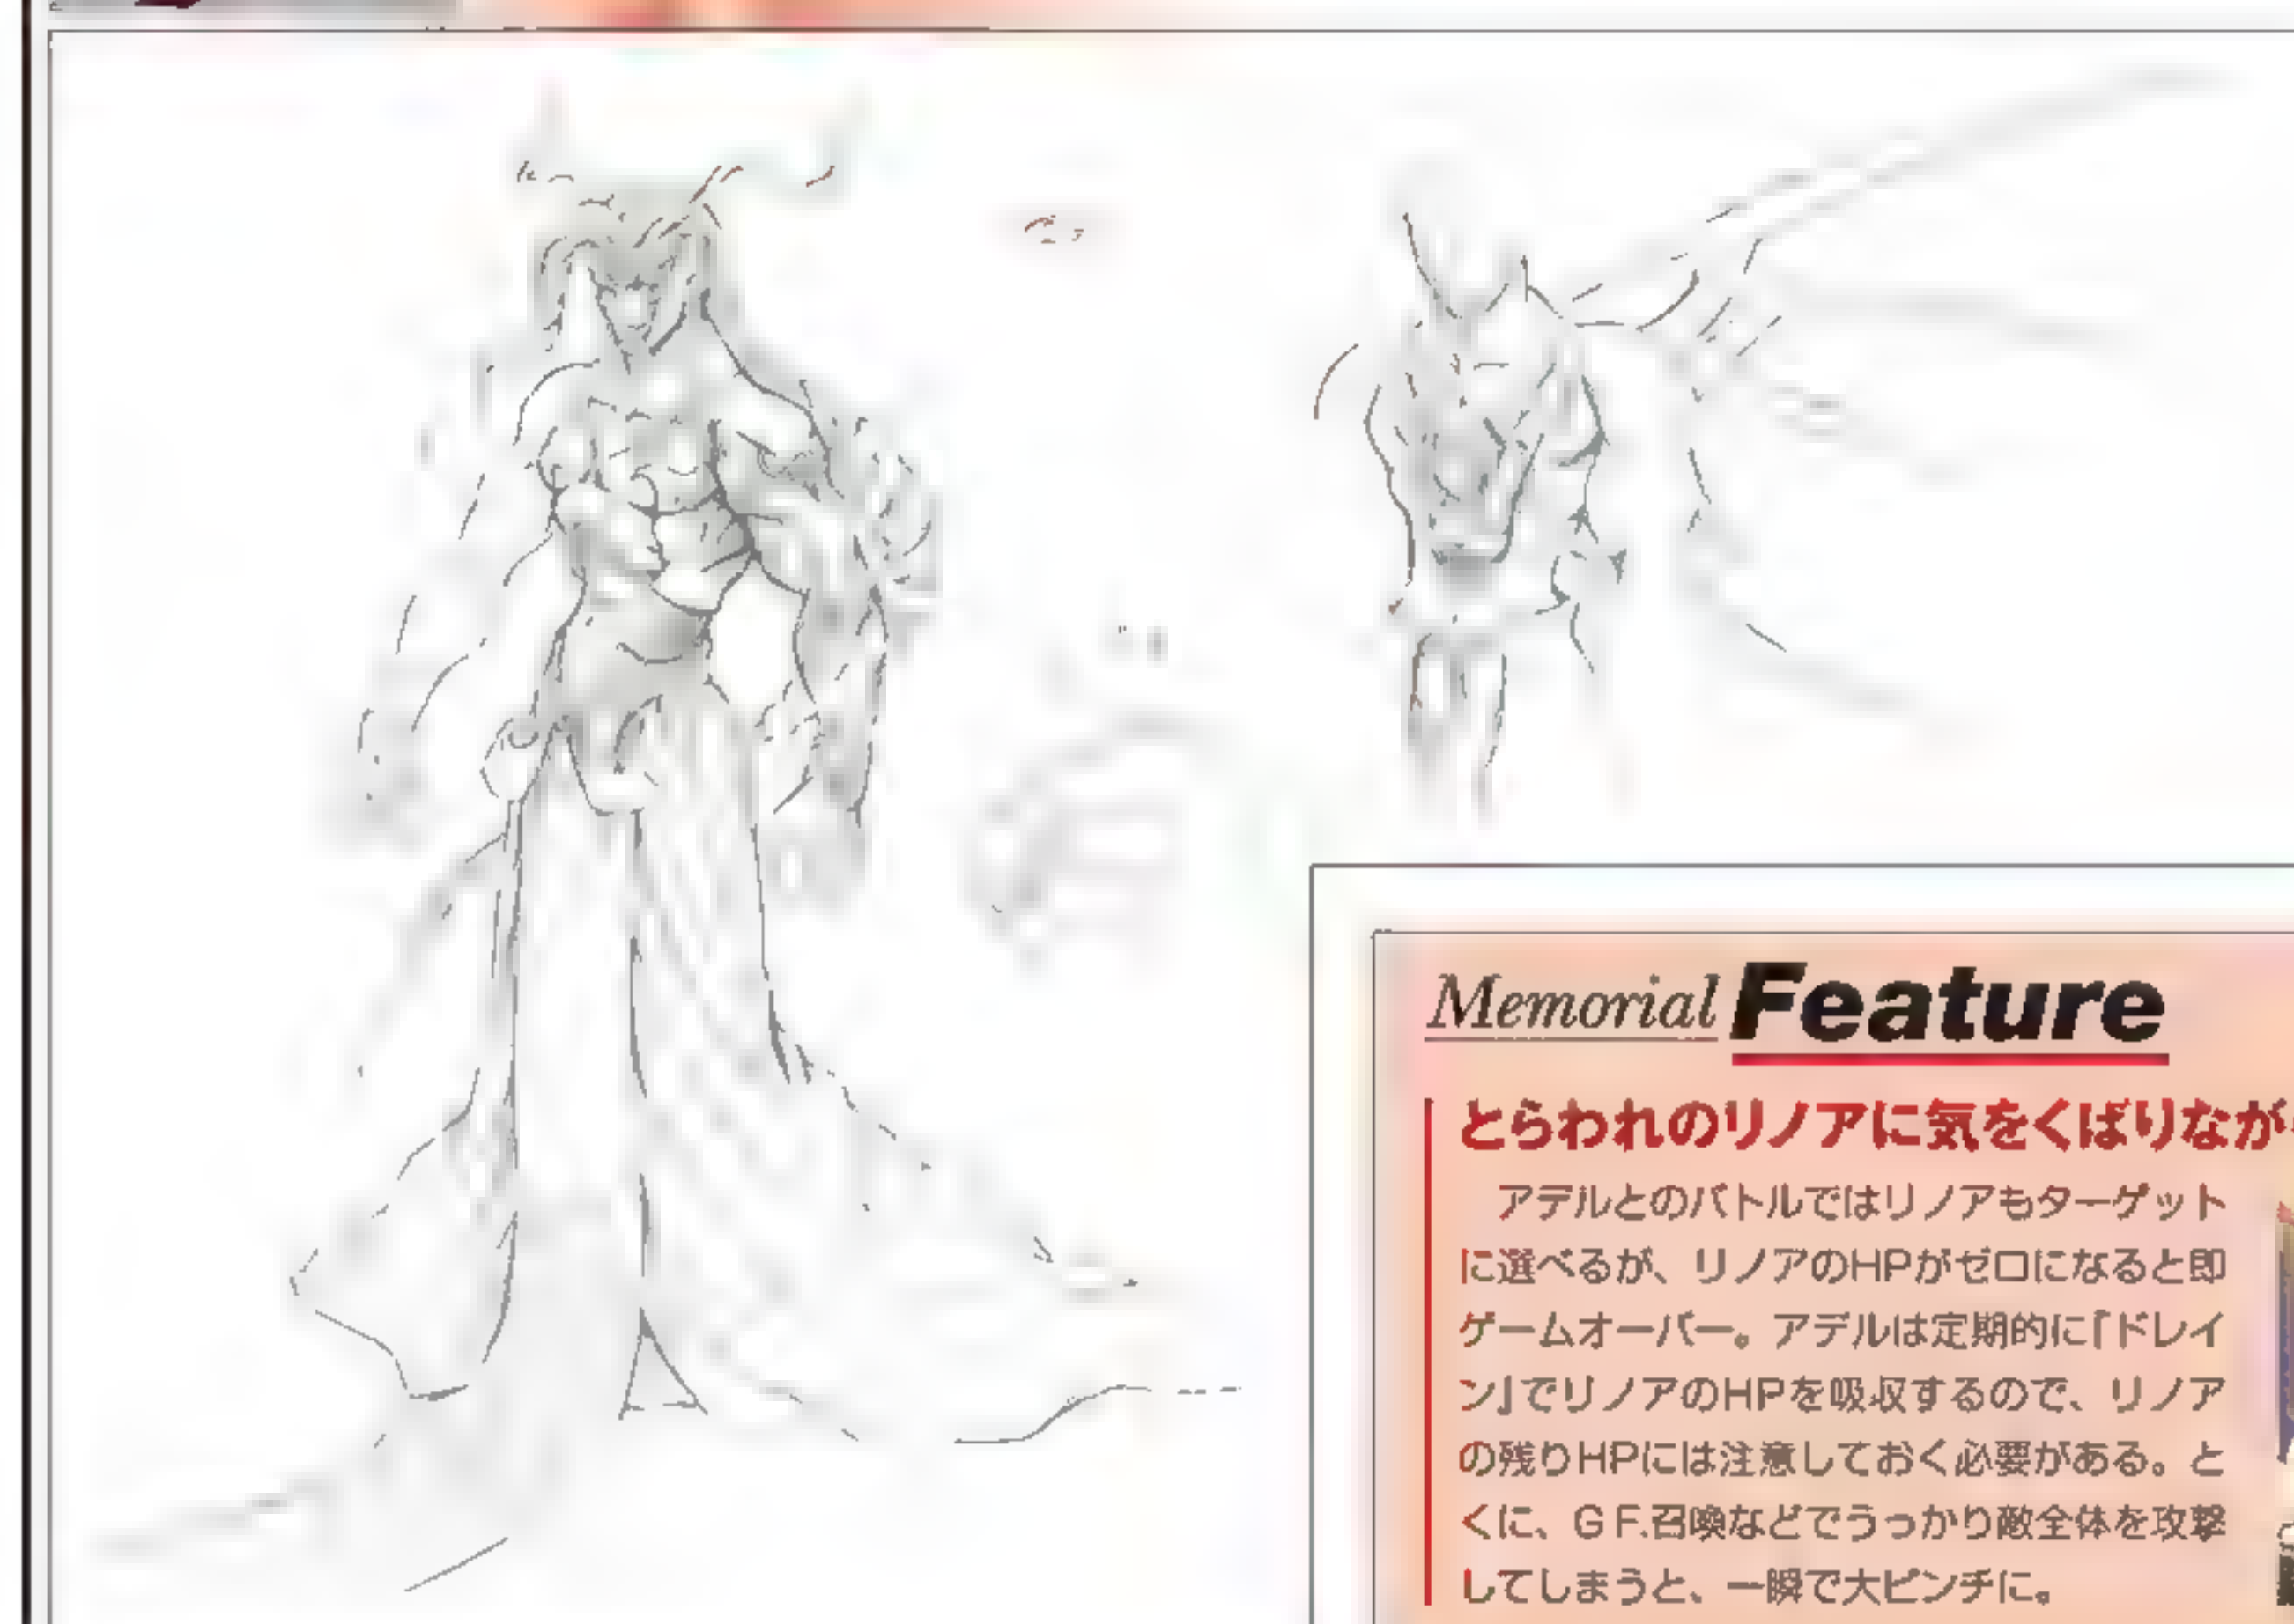 Memorial Feature
とらわれのリノアに気をくばりなが
アデルとのバトルではリノアもターゲット
に選べるが、リノアのHPがゼロになると即
ゲームオーバー。アデルは定期的に「ドレイ
ン」でリノアのHPを吸収するので、リノア
の残りHPには注意しておく必要がある。と
くに、G.F.召喚などでうっかり敵全体を攻撃
してしまうと、一瞬で大ピンチに。